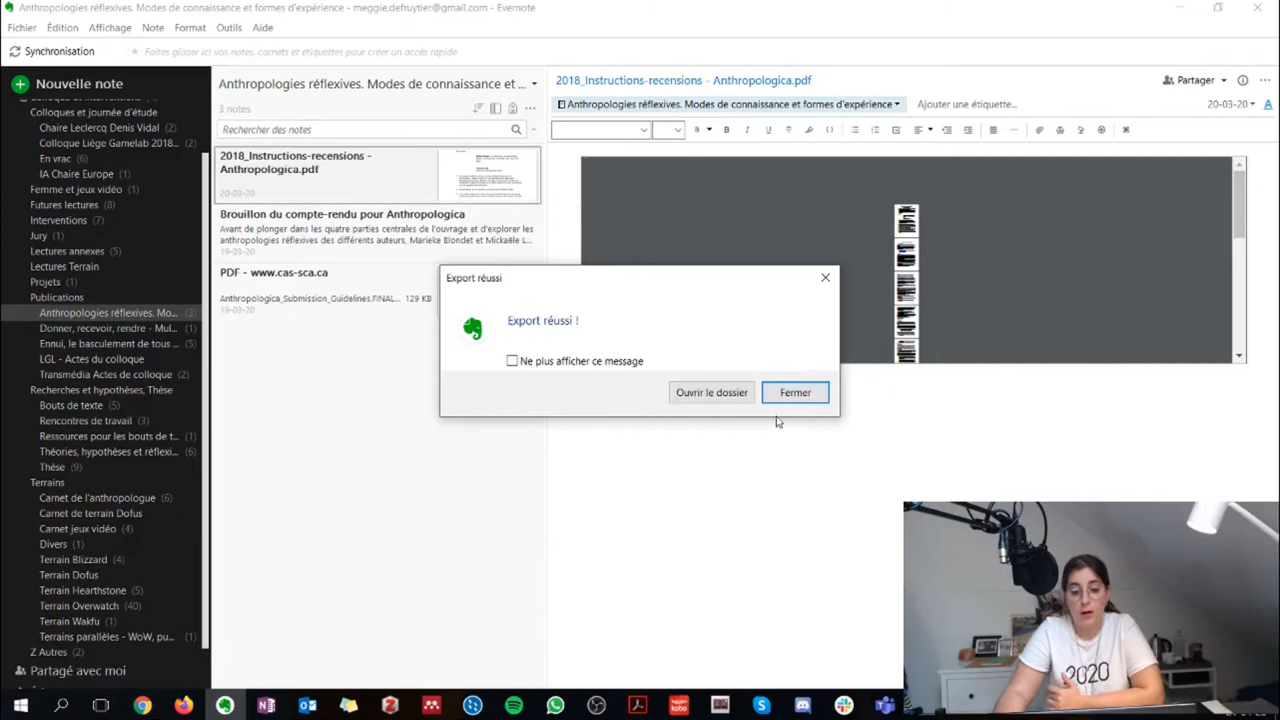 Anthropologies réflexives. Modes de connaissance et formes d'expérience - meggie.defruytier@gmail.com - Evernote
Fichier Édition Affichage Note Format Outils Aide
Synchronisation Faites glisser ici vos notes, carnets et étiquettes pour créer un accès rapide
Nouvelle note
Colloques et journée d'étude
Chaire Leclercq Denis Vidal (2)
Colloque Liège Gamelab 2018... (2)
En vrac (6)
IA Chaire Europe (1)
Femme et jeux vidéo (1)
Futures lectures (8)
Interventions (7)
Jury (1)
Lectures annexes (5)
Lectures Terrain
Projets (1)
Publications
Anthropologies réflexives. Mo... (3)
Donner, recevoir, rendre - Mul...
Ennui, le basculement de tous ...
LGL - Actes du colloque
Transmédia Actes de colloque (2)
Recherches et hypothèses, Thèse
Bouts de texte (5)
Rencontres de travail (3)
Ressources pour les bouts de t... (1)
Théories, hypothèses et réflexi... (6)
Thèse (9)
Terrains
Carnet de l'anthropologue (6)
Carnet de terrain Dofus
Carnet jeux vidéo (4)
Divers (1)
Terrain Blizzard (4)
Terrain Dofus
Terrain Hearthstone (5)
Terrain Overwatch (40)
Terrain Wakfu (1)
Terrains parallèles - WoW, pu... (1)
Z Autres (2)
Partagé avec moi
Anthropologies réflexives. Modes de connaissance et ...
3 notes
Rechercher des notes
2018_Instructions-recensions -
Anthropologica.pdf
20-03-20
Brouillon du compte-rendu pour Anthropologica
Avant de plonger dans les quatre parties centrales de l'ouvrage et d'explorer les
anthropologies réflexives des différents auteurs, Marieke Blondet et Mickaële L...
19-03-20
PDF - www.cas-sca.ca
Anthropologica_Submission_Guidelines.FINAL... 129 KB
19-03-20
2018_Instructions-recensions - Anthropologica.pdf Partager
Anthropologies réflexives. Modes de connaissance et formes d'expérience Ajouter une étiquette... 20-03-20
Export réussi
Export réussi !
Ne plus afficher ce message
Ouvrir le dossier Fermer
2020